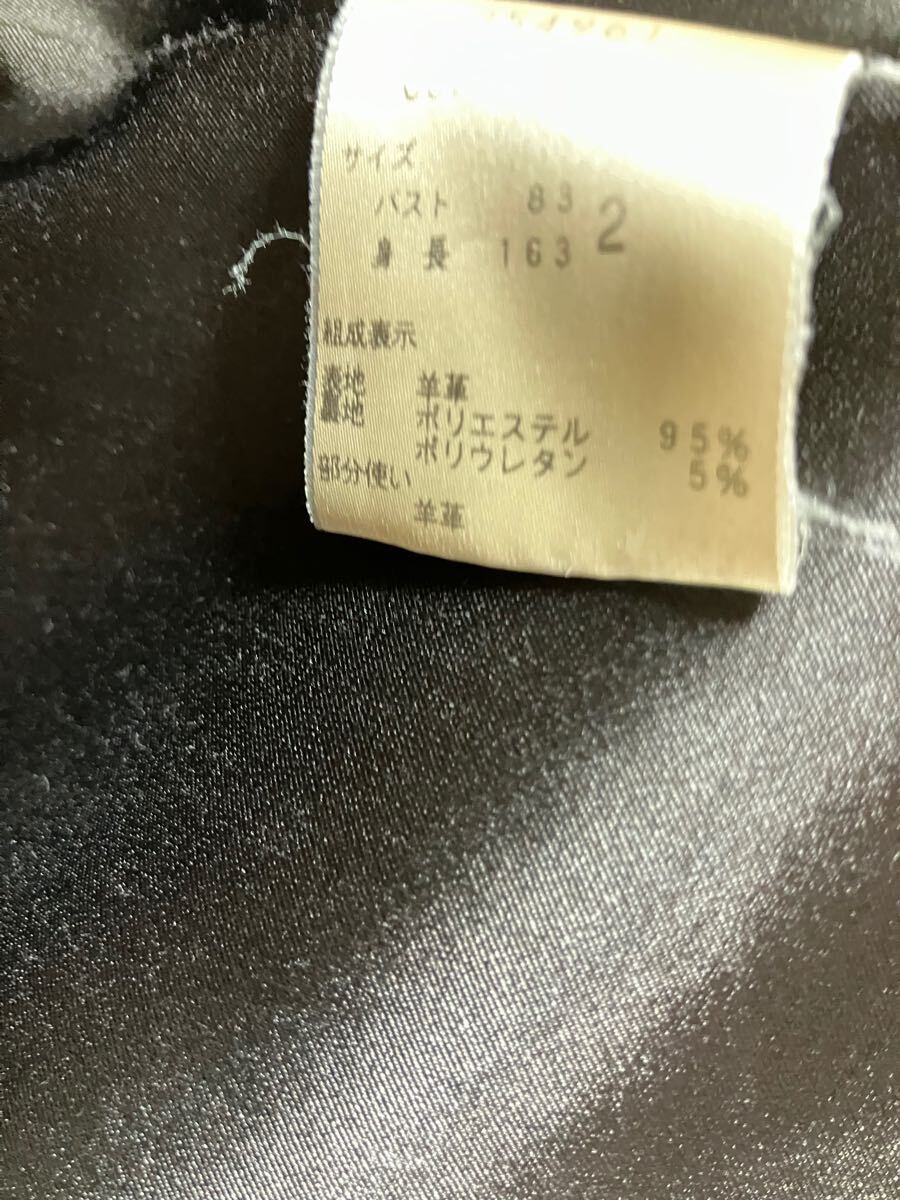 サイズ
バスト 83 2
身長 163
組成表示
表地 羊革
裏地 ポリエステル 95%
ポリウレタン 5%
部分使い
羊革